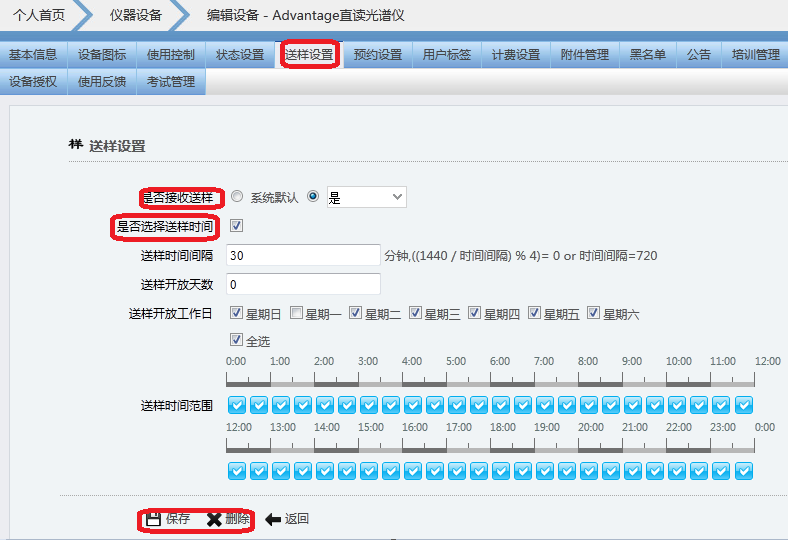 个人首页 仪器设备 编辑设备 - Advantage直读光谱仪
基本信息 设备图标 使用控制 状态设置 送样设置 预约设置 用户标签 计费设置 附件管理 黑名单 公告 培训管理
设备授权 使用反馈 考试管理
样 送样设置
是否接收送样 系统默认 是
是否选择送样时间
送样时间间隔 30 分钟,((1440 / 时间间隔) % 4)= 0 or 时间间隔=720
送样开放天数 0
送样开放工作日 星期日 星期一 星期二 星期三 星期四 星期五 星期六
全选
0:00 1:00 2:00 3:00 4:00 5:00 6:00 7:00 8:00 9:00 10:00 11:00 12:00
送样时间范围
12:00 13:00 14:00 15:00 16:00 17:00 18:00 19:00 20:00 21:00 22:00 23:00 0:00
保存 删除 返回